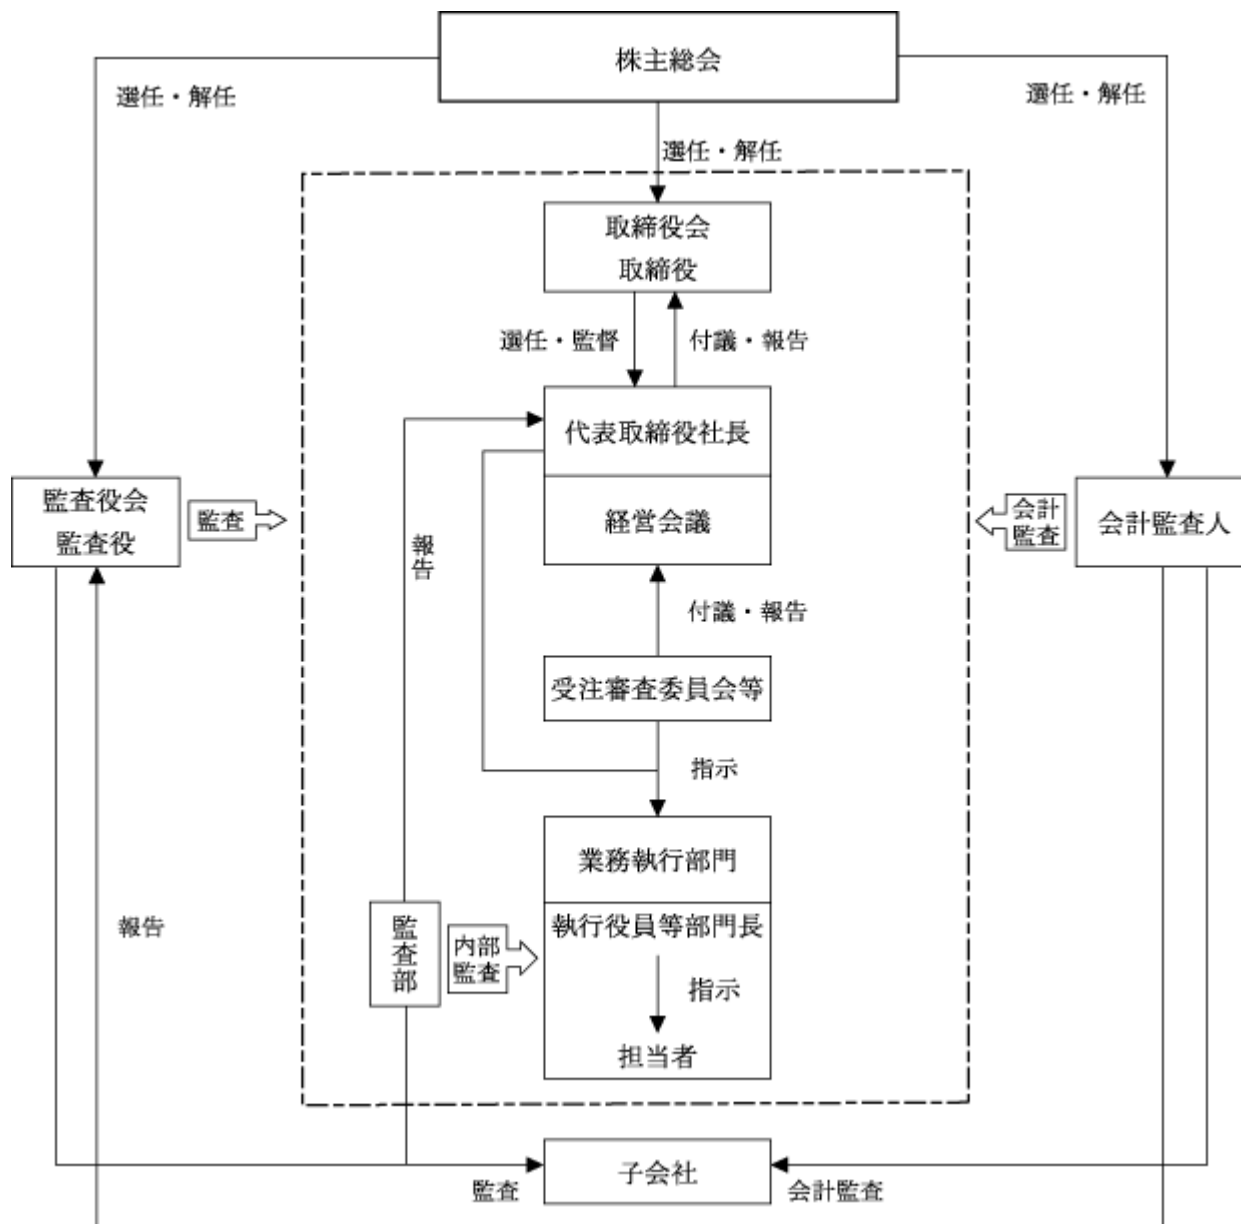 株主総会
選任・解任
選任・解任
選任・解任
取締役会
取締役
選任・監督
付議・報告
代表取締役社長
経営会議
監査役会
監査役
監査
会計
監査
会計監査人
報告
付議・報告
受注審査委員会等
指示
業務執行部門
執行役員等部門長
指示
担当者
監査部
内部
監査
報告
子会社
監査
会計監査